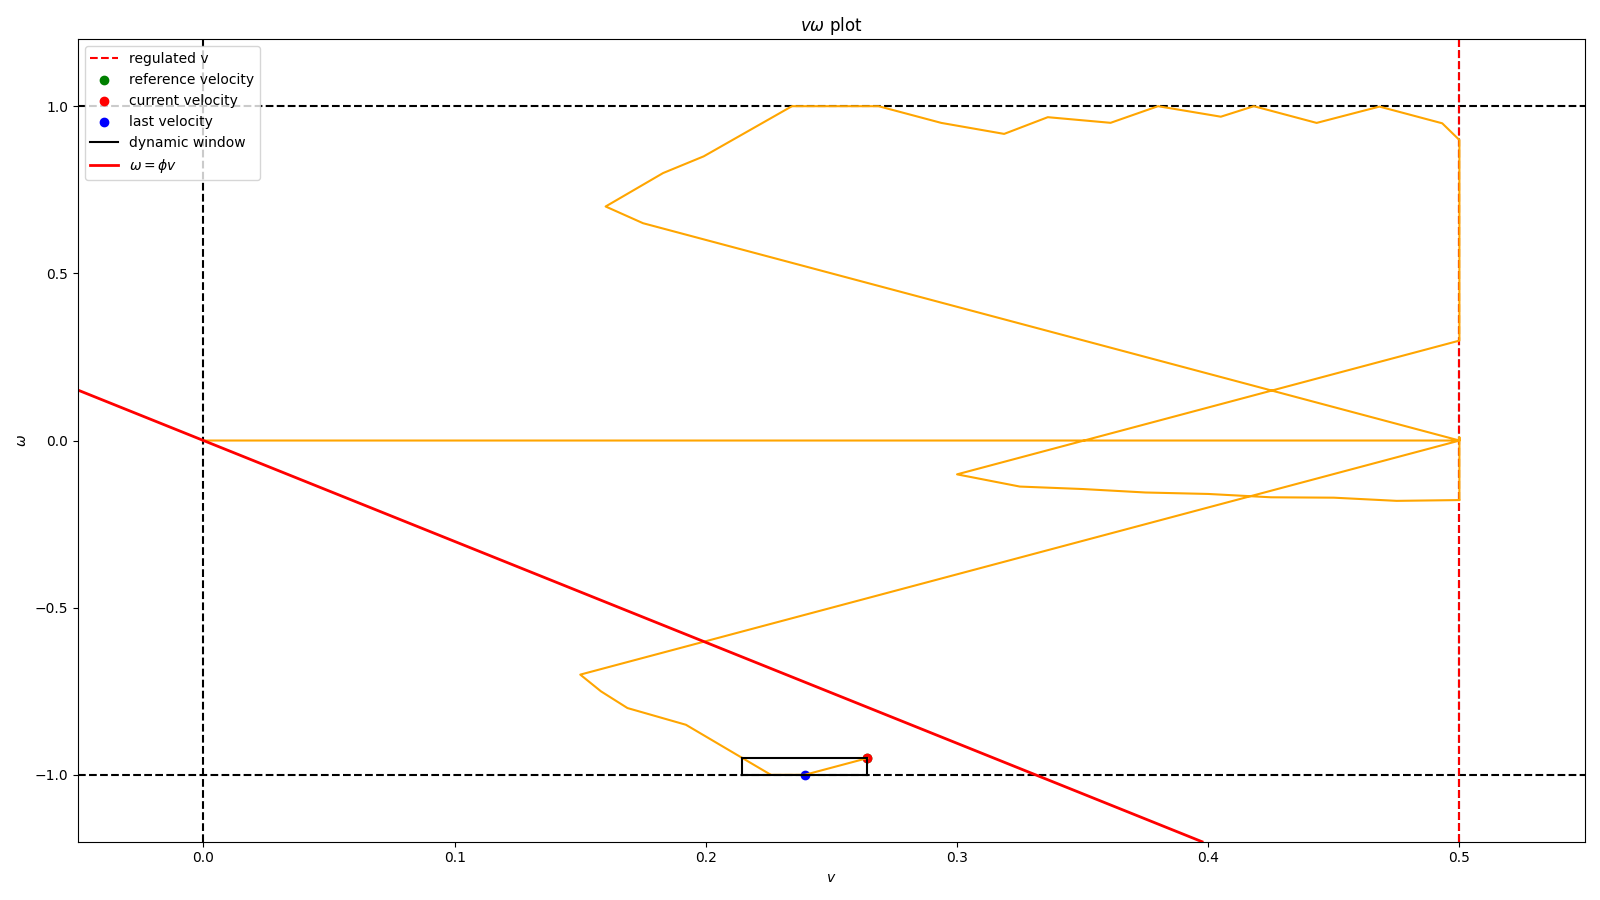 vω plot
regulated v
reference velocity
current velocity
last velocity
dynamic window
ω = ϕv
1.0
0.5
0.0
−0.5
−1.0
ω
0.0 0.1 0.2 0.3 0.4 0.5
v